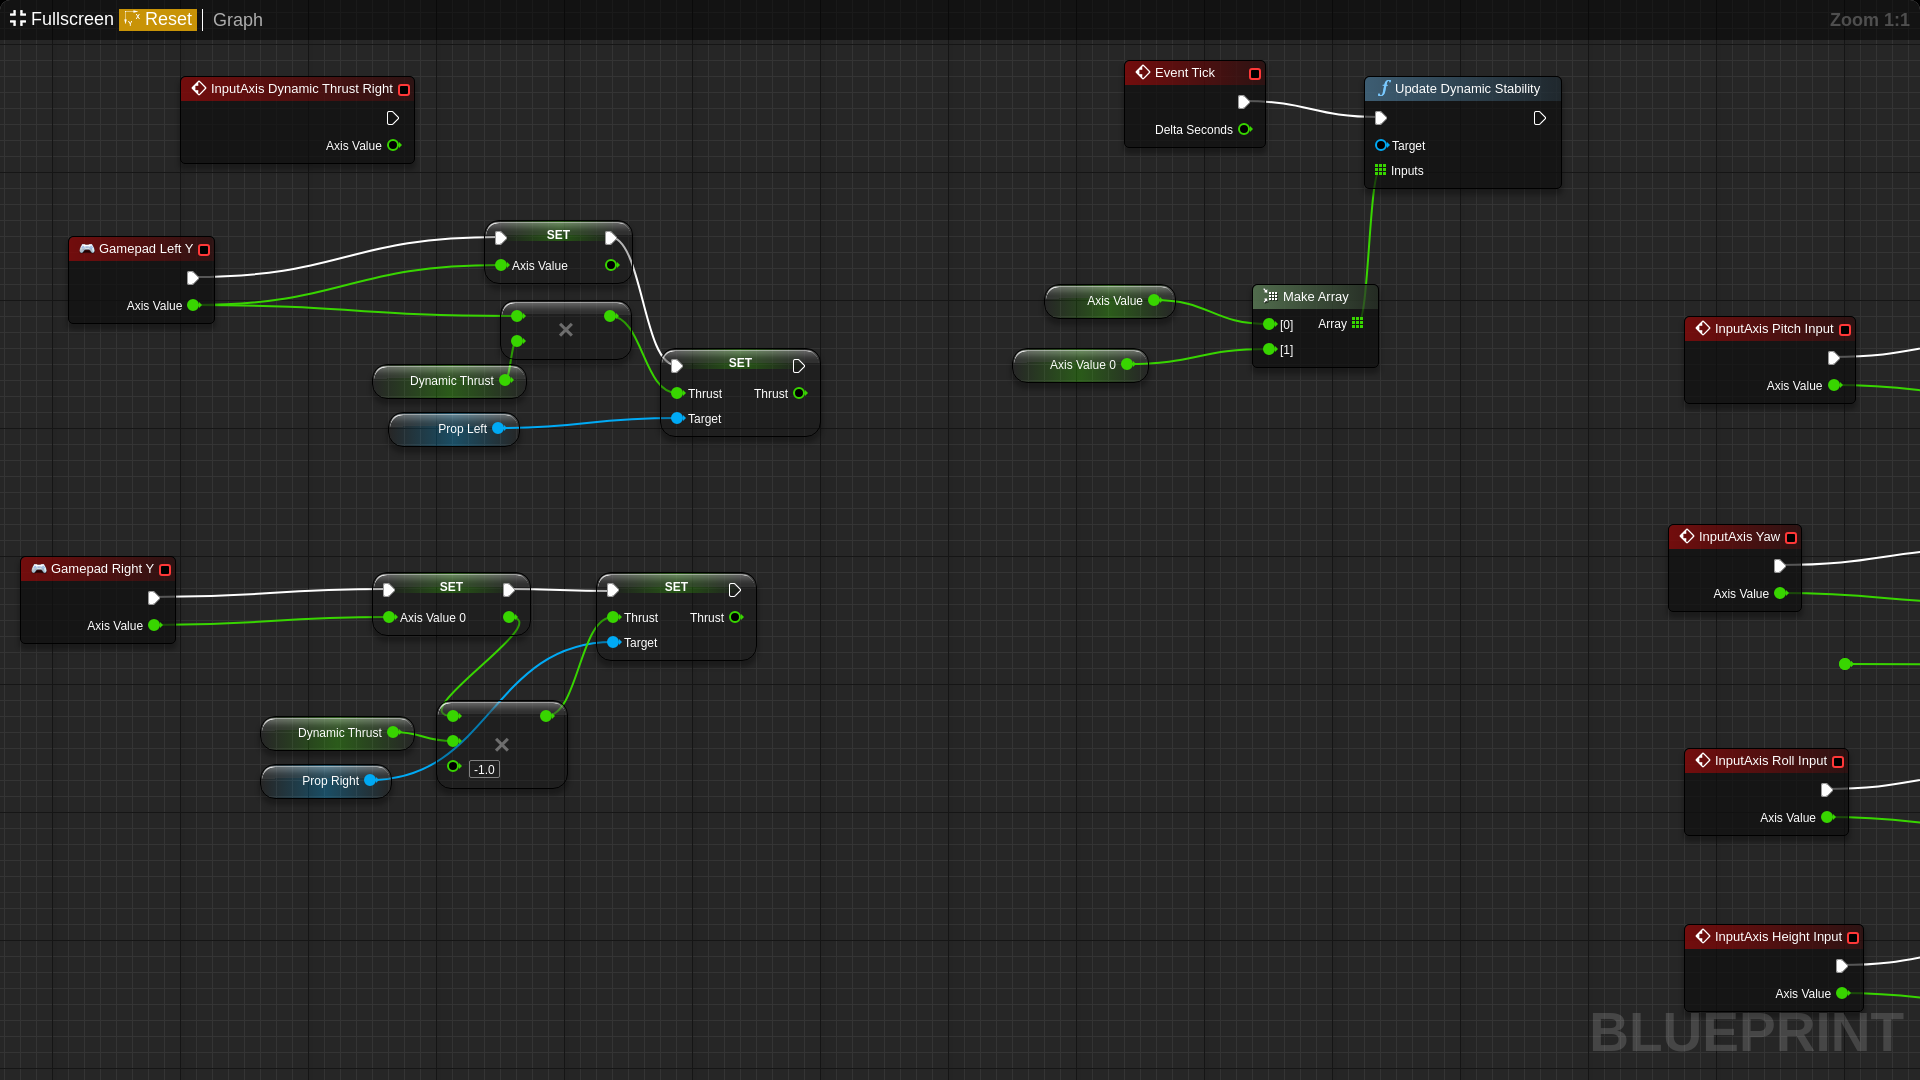 Fullscreen Reset Graph
Zoom 1:1
InputAxis Dynamic Thrust Right
Axis Value
Event Tick
Delta Seconds
Update Dynamic Stability
Target
Inputs
Gamepad Left Y
Axis Value
SET
Axis Value
Dynamic Thrust
Prop Left
SET
Thrust Thrust
Target
Axis Value
Axis Value 0
Make Array
[0] Array
[1]
InputAxis Pitch Input
Axis Value
Gamepad Right Y
Axis Value
SET
Axis Value 0
SET
Thrust Thrust
Target
Dynamic Thrust
Prop Right
-1.0
InputAxis Yaw
Axis Value
InputAxis Roll Input
Axis Value
InputAxis Height Input
Axis Value
BLUEPRINT